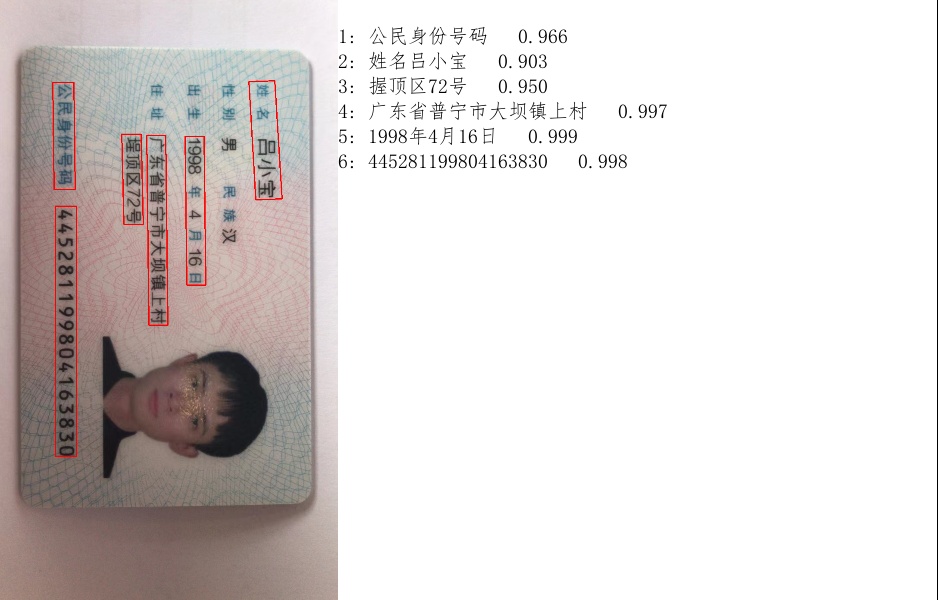 姓名 吕小宝
性别 男 民族 汉
出生 1998 年 4 月 16 日
住址 广东省普宁市大坝镇上村
顶区72号
公民身份号码 445281199804163830
1: 公民身份号码 0.966
2: 姓名吕小宝 0.903
3: 握顶区72号 0.950
4: 广东省普宁市大坝镇上村 0.997
5: 1998年4月16日 0.999
6: 445281199804163830 0.998